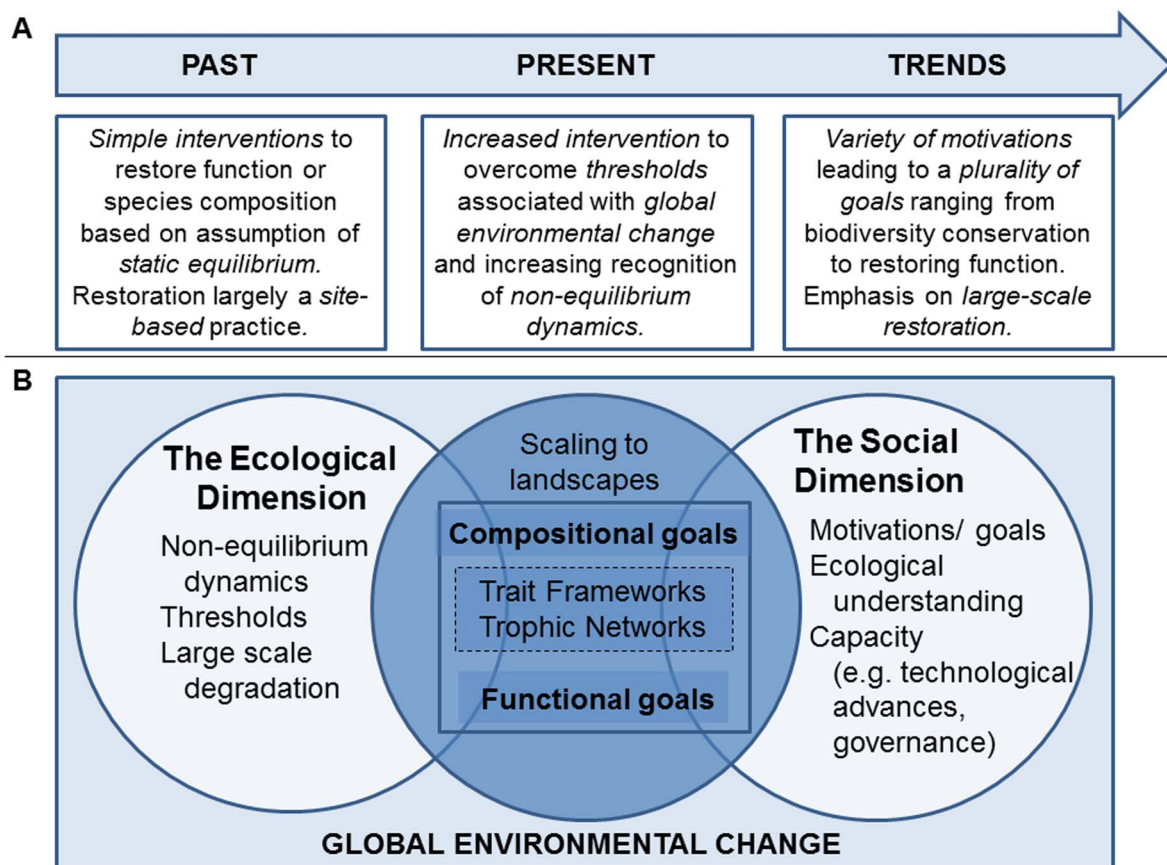 A
PAST
PRESENT
TRENDS
Simple interventions to
restore function or
species composition
based on assumption of
static equilibrium.
Restoration largely a site-
based practice.
Increased intervention to
overcome thresholds
associated with global
environmental change
and increasing recognition
of non-equilibrium
dynamics.
Variety of motivations
leading to a plurality of
goals ranging from
biodiversity conservation
to restoring function.
Emphasis on large-scale
restoration.
B
The Ecological
Dimension
Non-equilibrium
dynamics
Thresholds
Large scale
degradation
Scaling to
landscapes
Compositional goals
Trait Frameworks
Trophic Networks
Functional goals
The Social
Dimension
Motivations/ goals
Ecological
understanding
Capacity
(e.g. technological
advances,
governance)
GLOBAL ENVIRONMENTAL CHANGE